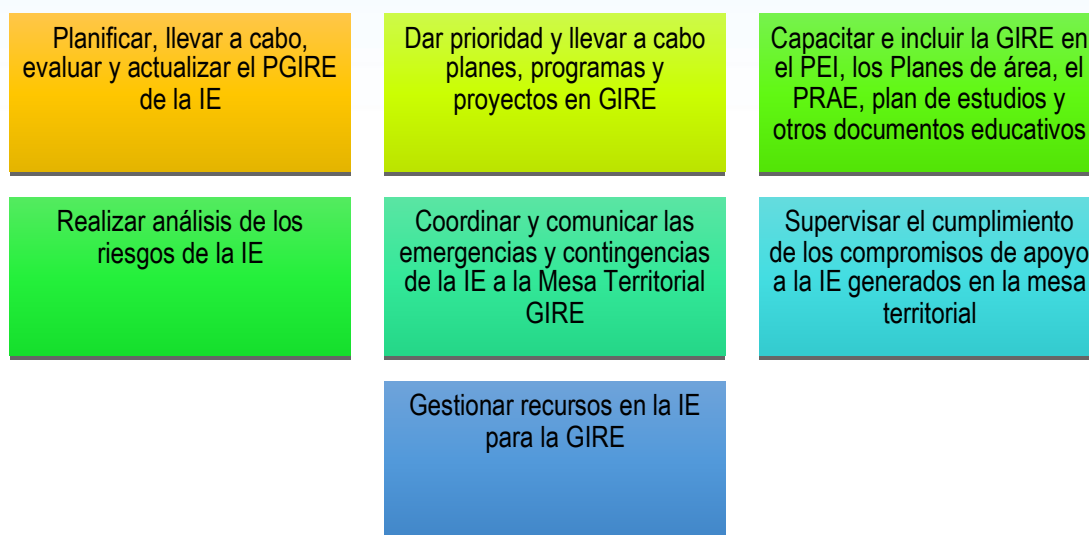 Planificar, llevar a cabo,
evaluar y actualizar el PGIRE
de la IE
Dar prioridad y llevar a cabo
planes, programas y
proyectos en GIRE
Capacitar e incluir la GIRE en
el PEI, los Planes de área, el
PRAE, plan de estudios y
otros documentos educativos
Realizar análisis de los
riesgos de la IE
Coordinar y comunicar las
emergencias y contingencias
de la IE a la Mesa Territorial
GIRE
Supervisar el cumplimiento
de los compromisos de apoyo
a la IE generados en la mesa
territorial
Gestionar recursos en la IE
para la GIRE